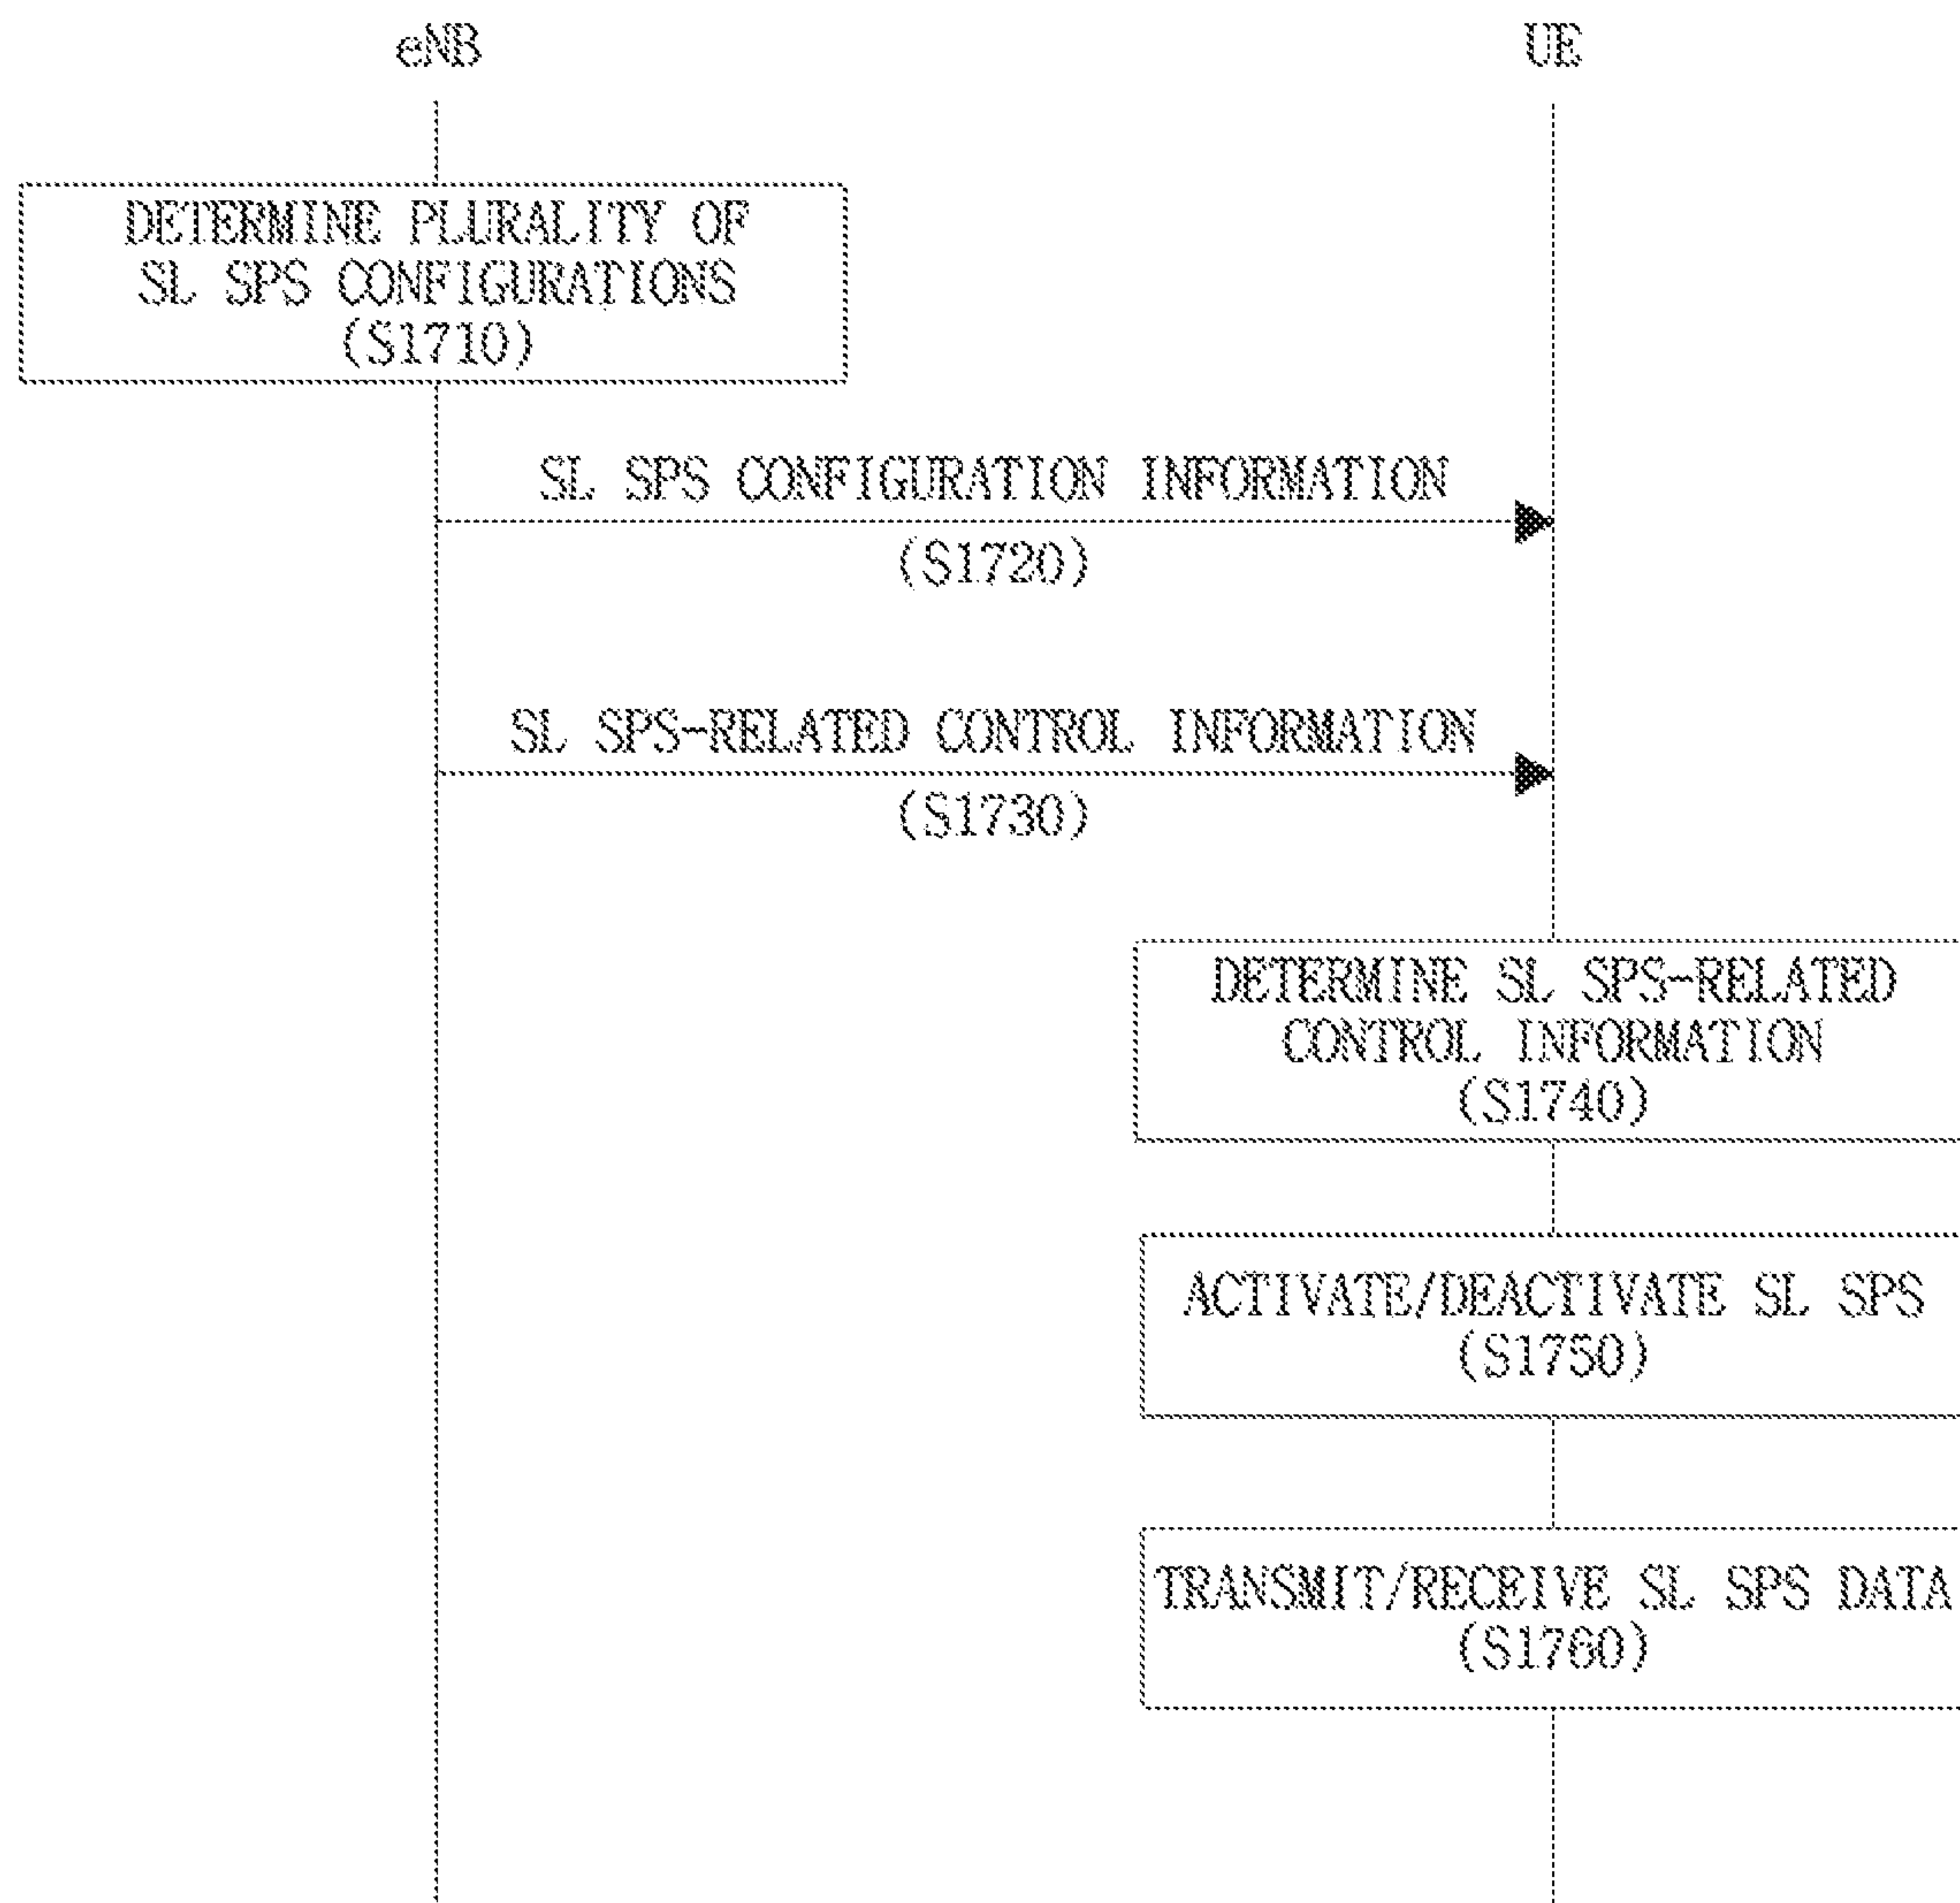 eNB
UE
DETERMINE PLURALITY OF
SL SPS CONFIGURATIONS
(S1710)
SL SPS CONFIGURATION INFORMATION
(S1720)
SL SPS-RELATED CONTROL INFORMATION
(S1730)
DETERMINE SL SPS-RELATED
CONTROL INFORMATION
(S1740)
ACTIVATE/DEACTIVATE SL SPS
(S1750)
TRANSMIT/RECEIVE SL SPS DATA
(S1760)